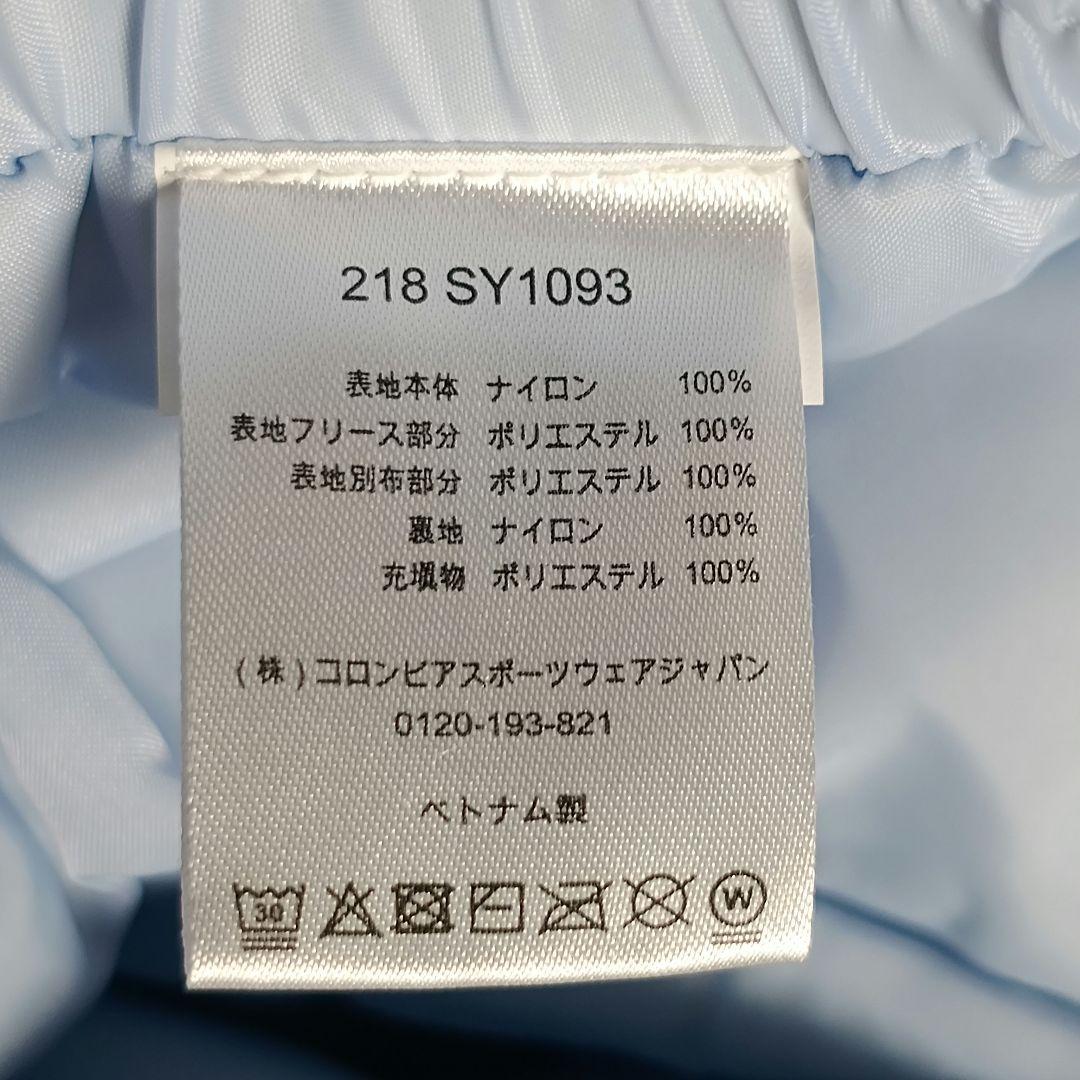 218 SY1093
表地本体 ナイロン 100%
表地フリース部分 ポリエステル 100%
表地別布部分 ポリエステル 100%
裏地 ナイロン 100%
充填物 ポリエステル 100%
(株)コロンビアスポーツウェアジャパン
0120-193-821
ベトナム製
30 W